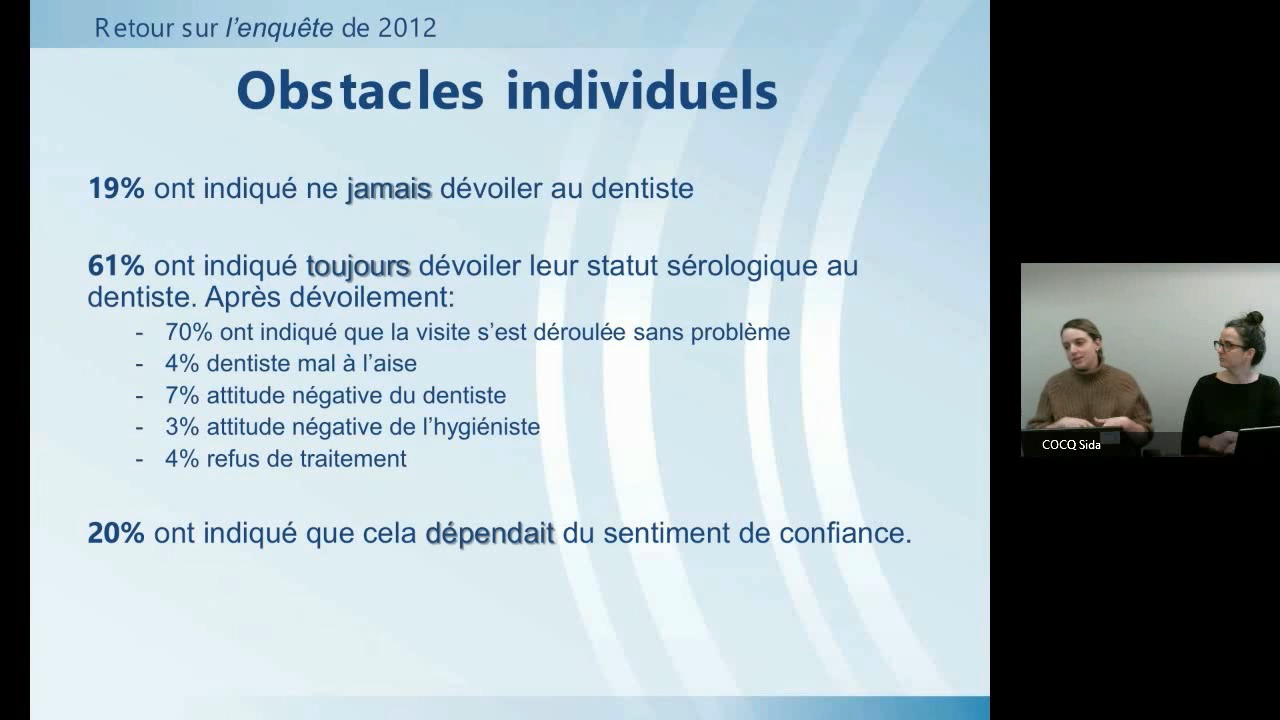 Retour sur l'enquête de 2012
Obstacles individuels
19% ont indiqué ne jamais dévoiler au dentiste
61% ont indiqué toujours dévoiler leur statut sérologique au
dentiste. Après dévoilement:
- 70% ont indiqué que la visite s'est déroulée sans problème
- 4% dentiste mal à l'aise
- 7% attitude négative du dentiste
- 3% attitude négative de l'hygiéniste
- 4% refus de traitement
20% ont indiqué que cela dépendait du sentiment de confiance.
COCQ Sida